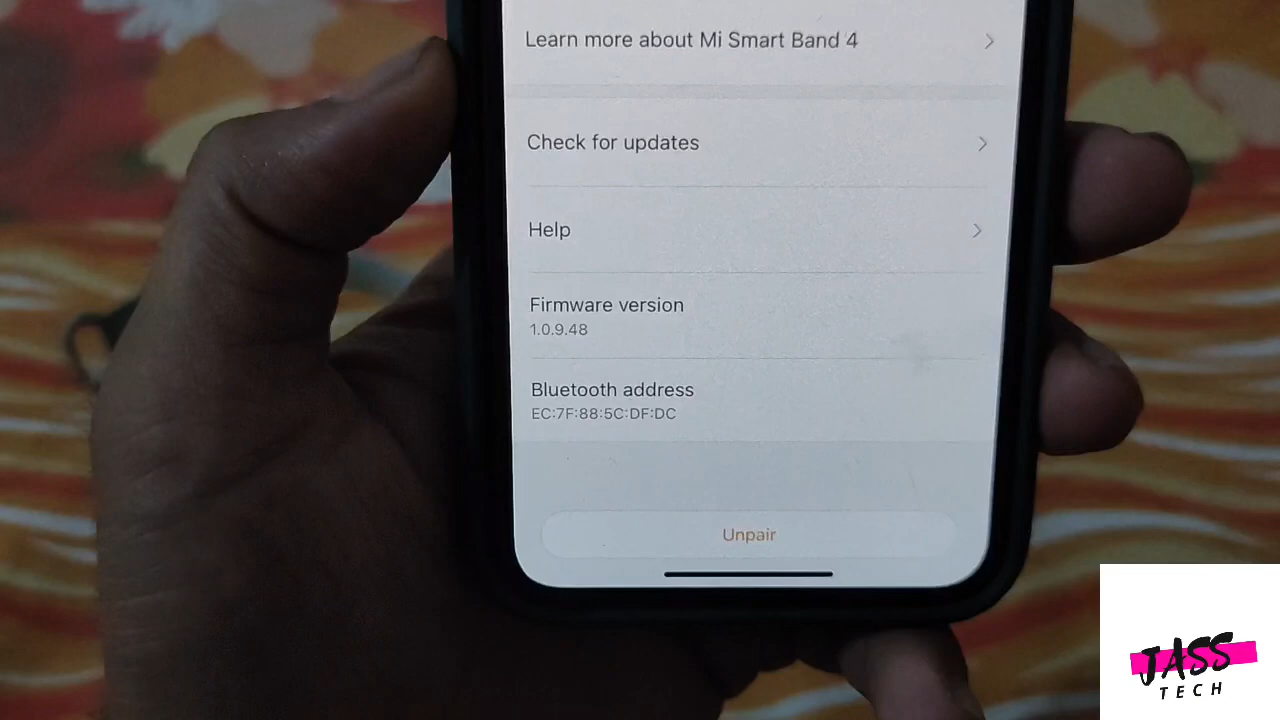 Learn more about Mi Smart Band 4
Check for updates
Help
Firmware version
1.0.9.48
Bluetooth address
EC:7F:88:5C:DF:DC
Unpair
JASS
TECH